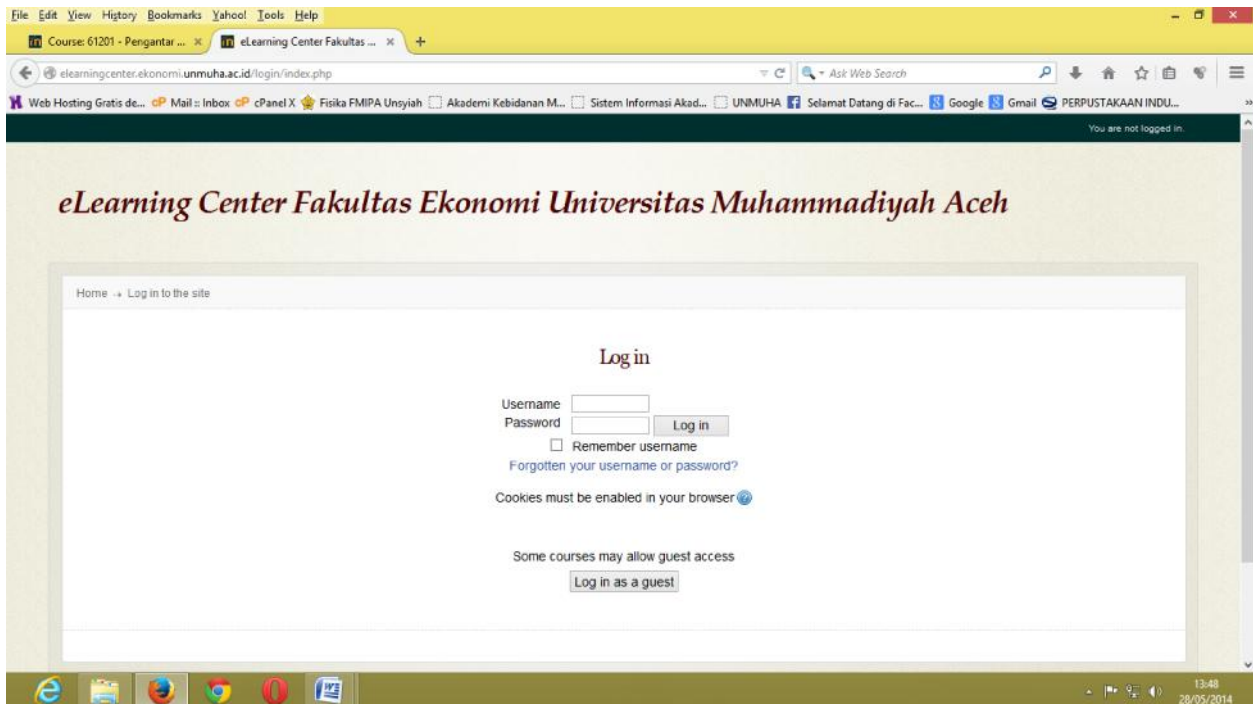 File Edit View History Bookmarks Yahoo! Tools Help
Course: 61201 - Pengantar ... × eLearning Center Fakultas ... × +
elearningcenter.ekonomi.unmuha.ac.id/login/index.php Ask Web Search
Web Hosting Gratis de... cP Mail :: Inbox cP cPanel X Fisika FMIPA Unsyiah Akademi Kebidanan M... Sistem Informasi Akad... UNMUHA Selamat Datang di Fac... Google Gmail PERPUSTAKAAN INDU... »
You are not logged in.
eLearning Center Fakultas Ekonomi Universitas Muhammadiyah Aceh
Home → Log in to the site
Log in
Username
Password Log in
Remember username
Forgotten your username or password?
Cookies must be enabled in your browser
Some courses may allow guest access
Log in as a guest
13:48
28/05/2014